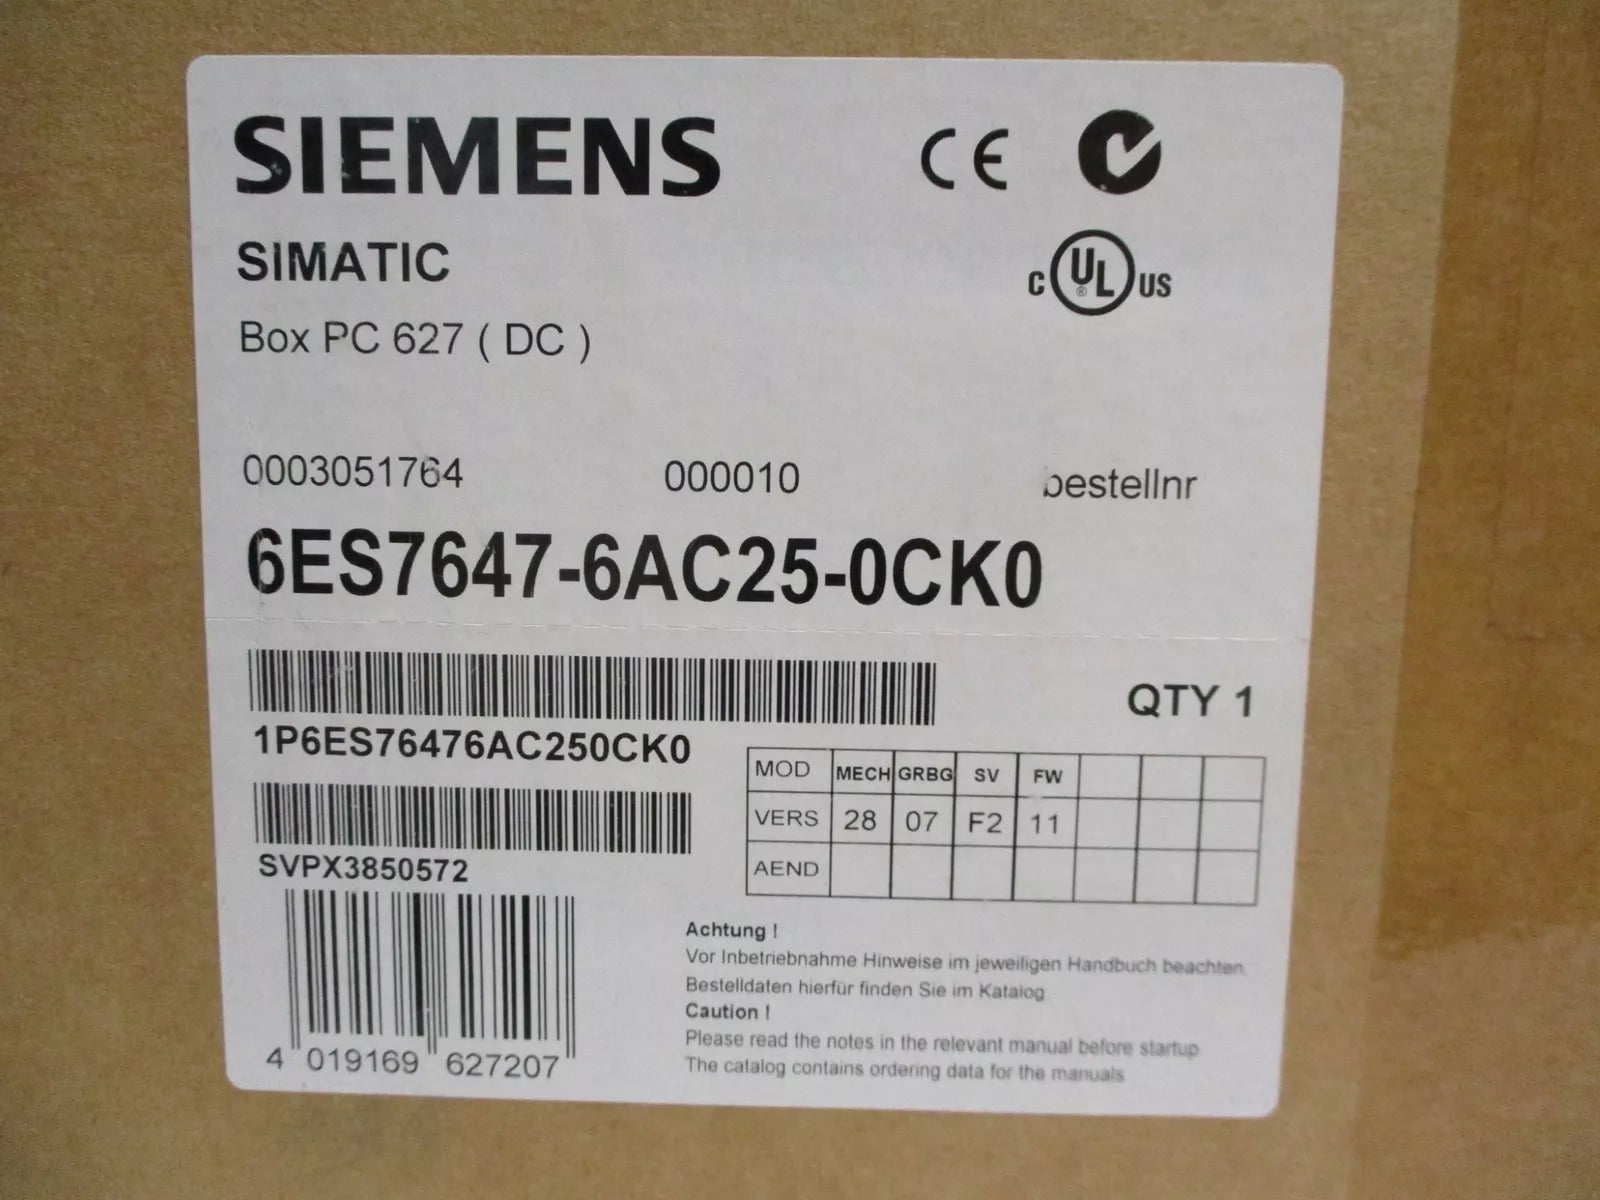 SIEMENS
CE
SIMATIC
C UL ® US
Box PC 627 ( DC )
0003051764 000010 bestellnr
6ES7647-6AC25-0CK0
QTY 1
1P6ES76476AC250CK0
MOD MECH GRBG SV FW
VERS 28 07 F2 11
AEND
SVPX3850572
Achtung !
Vor Inbetriebnahme Hinweise im jeweiligen Handbuch beachten.
Bestelldaten hierfür finden Sie im Katalog
Caution !
Please read the notes in the relevant manual before startup
The catalog contains ordering data for the manuals
4 019169 627207